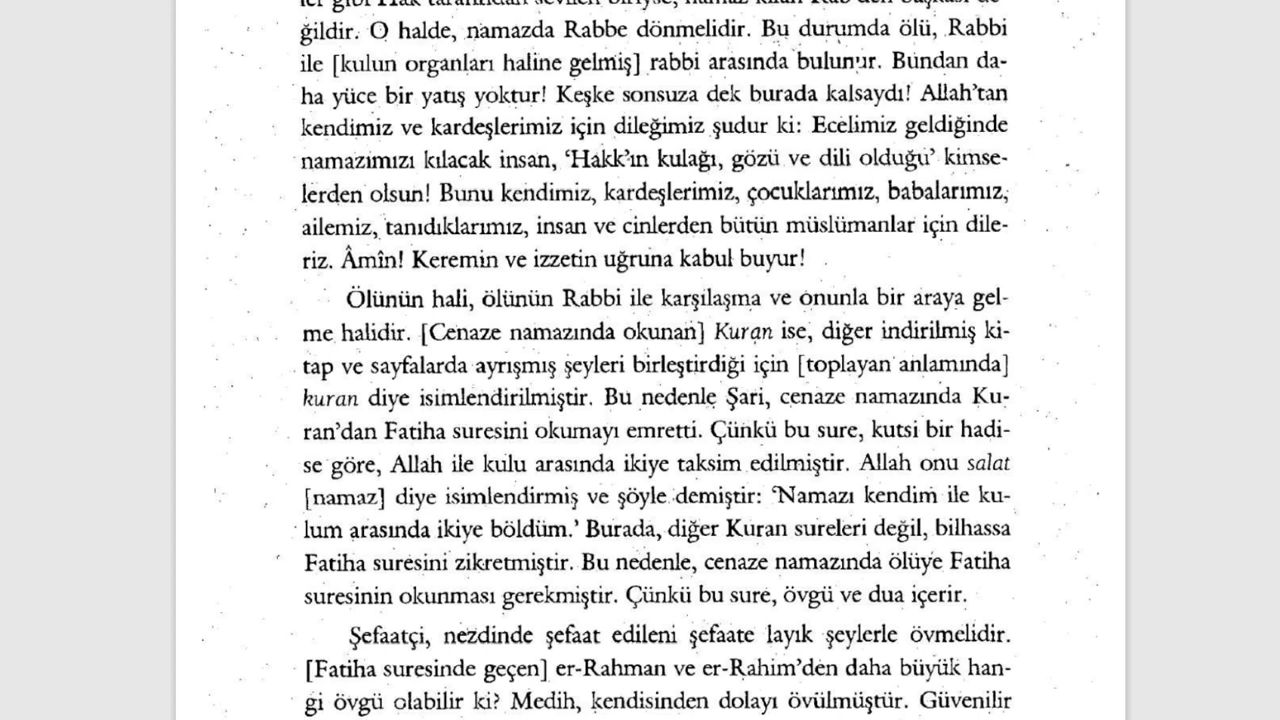 ğildir. O halde, namazda Rabbe dönmelidir. Bu durumda ölü, Rabbi
ile [kulun organları haline gelmiş] rabbi arasında bulunur. Bundan da-
ha yüce bir yatış yoktur! Keşke sonsuza dek burada kalsaydı! Allah’tan
kendimiz ve kardeşlerimiz için dileğimiz şudur ki: Ecelimiz geldiğinde
namazımızı kılacak insan, ‘Hakk’ın kulağı, gözü ve dili olduğu’ kimse-
lerden olsun! Bunu kendimiz, kardeşlerimiz, çocuklarımız, babalarımız,
ailemiz, tanıdıklarımız, insan ve cinlerden bütün müslümanlar için dile-
riz. Âmîn! Keremin ve izzetin uğruna kabul buyur!
Ölünün hali, ölünün Rabbi ile karşılaşma ve onunla bir araya gel-
me halidir. [Cenaze namazında okunan] Kuran ise, diğer indirilmiş ki-
tap ve sayfalarda ayrışmış şeyleri birleştirdiği için [toplayan anlamında]
kuran diye isimlendirilmiştir. Bu nedenle Şari, cenaze namazında Ku-
ran’dan Fatiha suresini okumayı emretti. Çünkü bu sure, kutsi bir hadi-
se göre, Allah ile kulu arasında ikiye taksim edilmiştir. Allah onu salat
[namaz] diye isimlendirmiş ve şöyle demiştir: ‘Namazı kendim ile ku-
lum arasında ikiye böldüm.’ Burada, diğer Kuran sureleri değil, bilhassa
Fatiha suresini zikretmiştir. Bu nedenle, cenaze namazında ölüye Fatiha
suresinin okunması gerekmiştir. Çünkü bu sure, övgü ve dua içerir.
Şefaatçi, nezdinde şefaat edileni şefaate layık şeylerle övmelidir.
[Fatiha suresinde geçen] er-Rahman ve er-Rahim’den daha büyük han-
gi övgü olabilir ki? Medih, kendisinden dolayı övülmüştür. Güvenilir